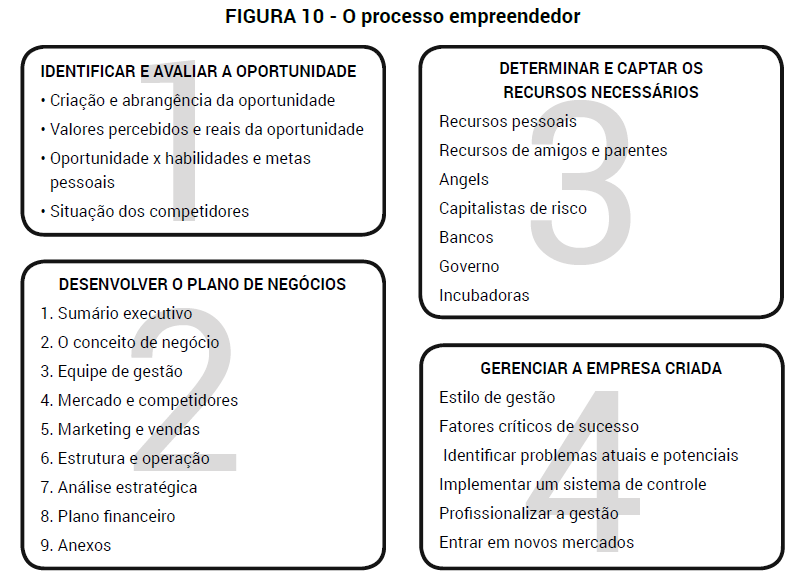 FIGURA 10 - O processo empreendedor
1
IDENTIFICAR E AVALIAR A OPORTUNIDADE
• Criação e abrangência da oportunidade
• Valores percebidos e reais da oportunidade
• Oportunidade x habilidades e metas
pessoais
• Situação dos competidores
2
DESENVOLVER O PLANO DE NEGÓCIOS
1. Sumário executivo
2. O conceito de negócio
3. Equipe de gestão
4. Mercado e competidores
5. Marketing e vendas
6. Estrutura e operação
7. Análise estratégica
8. Plano financeiro
9. Anexos
3
DETERMINAR E CAPTAR OS
RECURSOS NECESSÁRIOS
Recursos pessoais
Recursos de amigos e parentes
Angels
Capitalistas de risco
Bancos
Governo
Incubadoras
4
GERENCIAR A EMPRESA CRIADA
Estilo de gestão
Fatores críticos de sucesso
Identificar problemas atuais e potenciais
Implementar um sistema de controle
Profissionalizar a gestão
Entrar em novos mercados